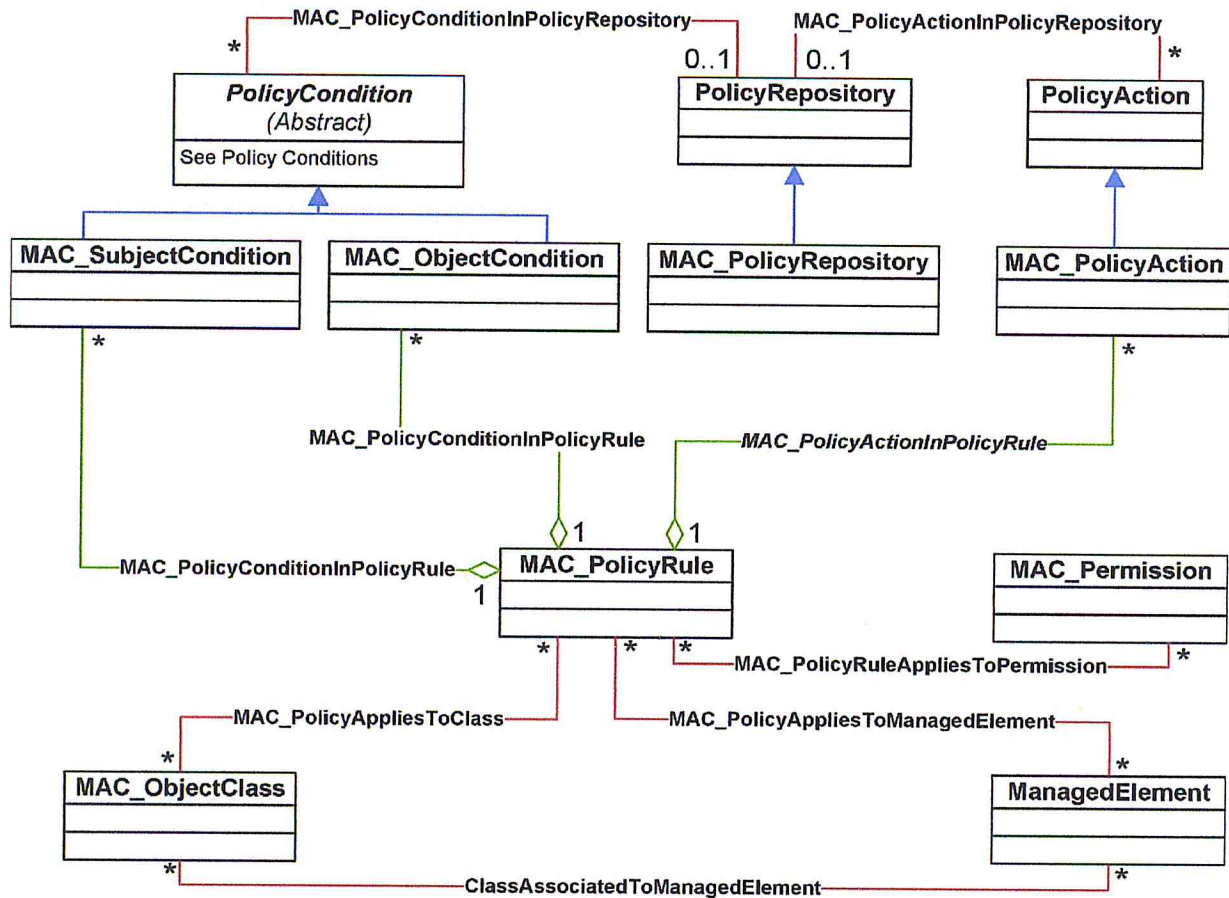 MAC_PolicyConditionInPolicyRepository
MAC_PolicyActionInPolicyRepository
*
0..1
0..1
*
PolicyCondition
(Abstract)
See Policy Conditions
PolicyRepository
PolicyAction
MAC_SubjectCondition
MAC_ObjectCondition
MAC_PolicyRepository
MAC_PolicyAction
*
*
*
MAC_PolicyConditionInPolicyRule
MAC_PolicyActionInPolicyRule
1
1
MAC_PolicyConditionInPolicyRule
1
MAC_PolicyRule
MAC_Permission
*
*
*
*
MAC_PolicyRuleAppliesToPermission
MAC_PolicyAppliesToClass
MAC_PolicyAppliesToManagedElement
*
*
MAC_ObjectClass
ManagedElement
*
*
ClassAssociatedToManagedElement